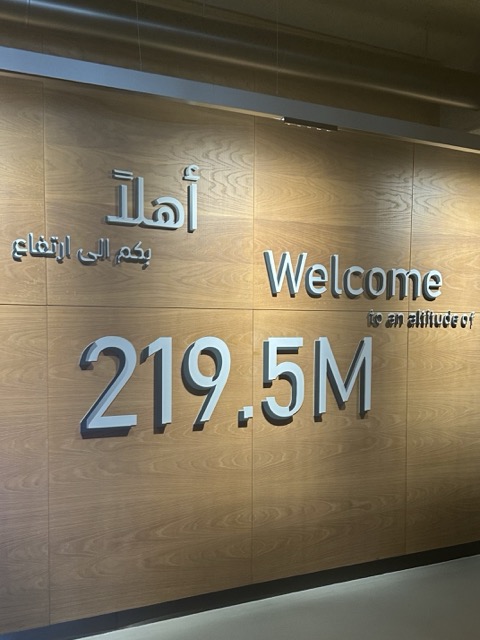 أهلاً
بكم الى ارتفاع
Welcome
to an altitude of
219.5M